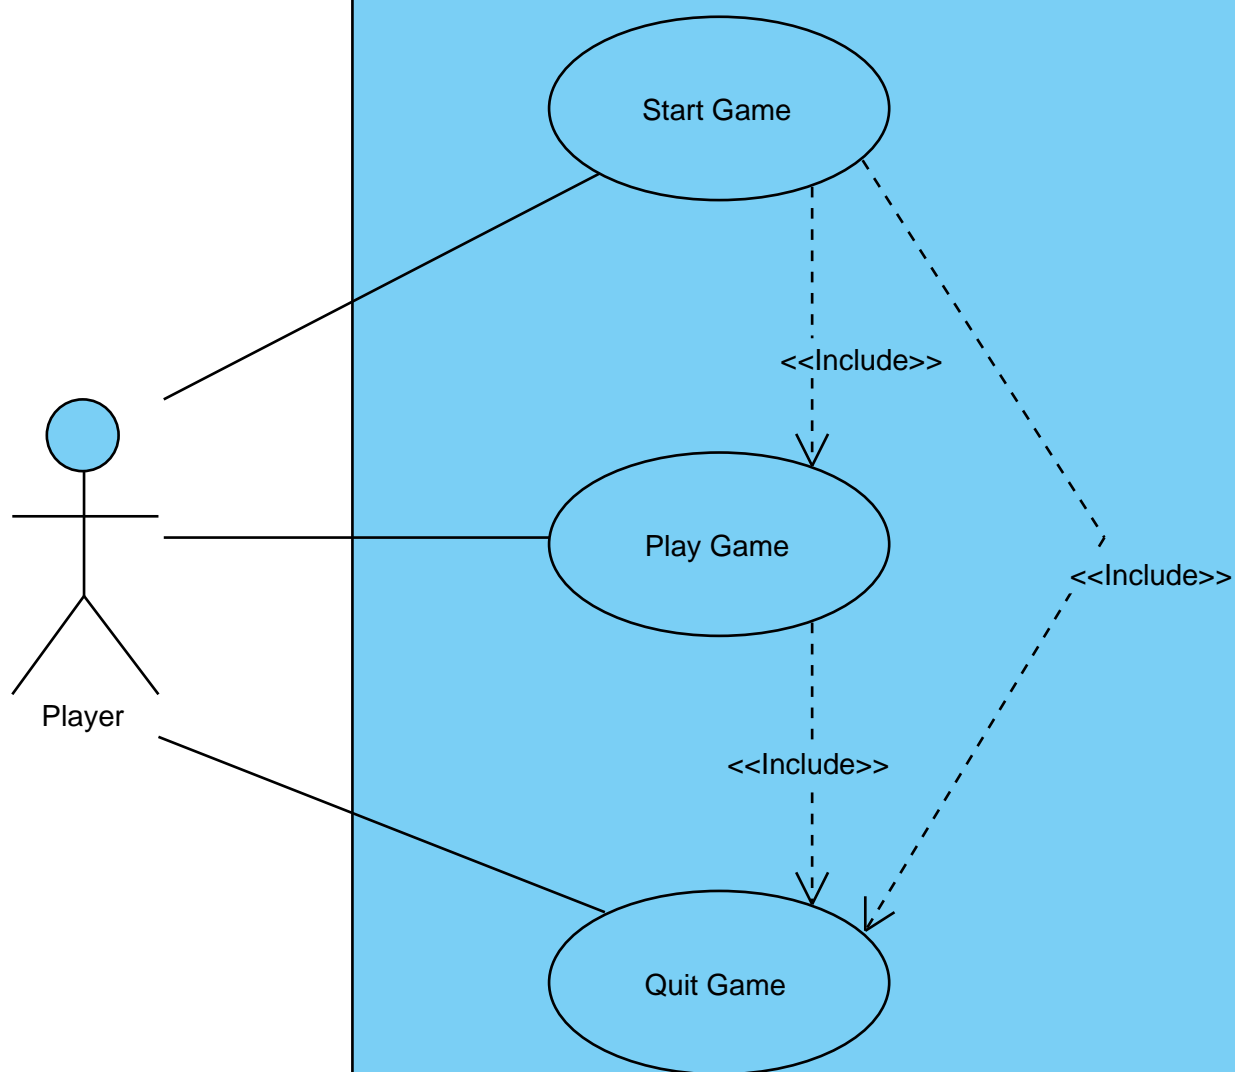 Start Game
<<Include>>
Play Game
<<Include>>
Player
<<Include>>
Quit Game